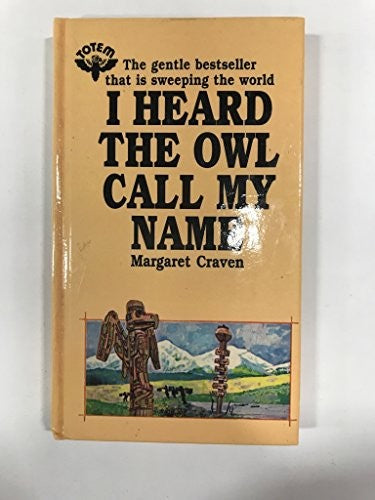 TOTEM
The gentle bestseller
that is sweeping the world
I HEARD
THE OWL
CALL MY
NAME
Margaret Craven